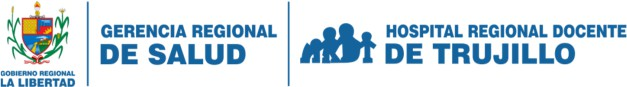 GOBIERNO REGIONAL
LA LIBERTAD
GERENCIA REGIONAL
DE SALUD
HOSPITAL REGIONAL DOCENTE
DE TRUJILLO